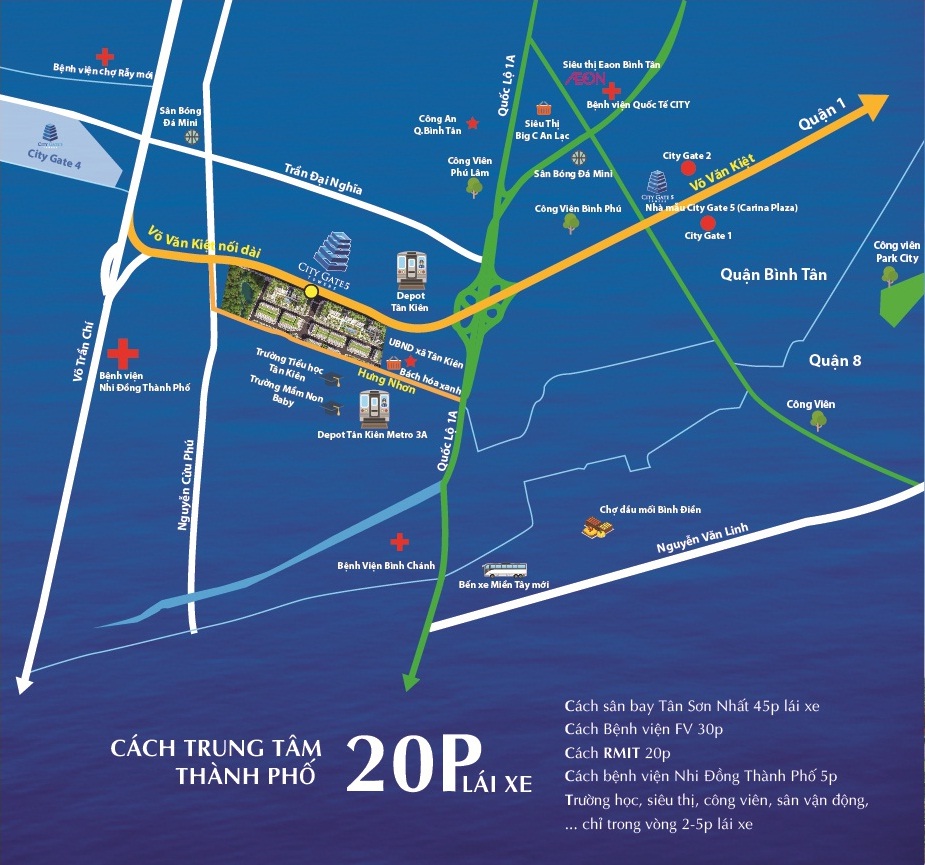 Bệnh viện chợ Rẫy mới
CITY GATE
City Gate 4
Sân Bóng
Đá Mini
Trần Đại Nghĩa
Công An
Q.Bình Tân
Công Viên
Phú Lâm
Quốc Lộ 1A
Siêu thị Eaon Bình Tân
AEON
Bệnh viện Quốc Tế CITY
Siêu Thị
Big C An Lạc
Sân Bóng Đá Mini
Công Viên Bình Phú
City Gate 2
CITY GATE 5
Võ Văn Kiệt
Quận 1
Nhà mẫu City Gate 5 (Carina Plaza)
City Gate 1
Quận Bình Tân
Công viên
Park City
Quận 8
Công Viên
Võ Văn Kiệt nối dài
CITY GATE 5
TOWERS
Depot
Tân Kiên
UBND xã Tân Kiên
Bách hóa xanh
Hưng Nhơn
Trường Tiểu học
Tân Kiên
Trường Mầm Non
Baby
Depot Tân Kiên Metro 3A
Quốc Lộ 1A
Võ Trần Chí
Bệnh viện
Nhi Đồng Thành Phố
Nguyễn Cửu Phú
Chợ đầu mối Bình Điền
Nguyễn Văn Linh
Bệnh Viện Bình Chánh
Bến xe Miền Tây mới
CÁCH TRUNG TÂM
THÀNH PHỐ
20P LÁI XE
Cách sân bay Tân Sơn Nhất 45p lái xe
Cách Bệnh viện FV 30p
Cách RMIT 20p
Cách bệnh viện Nhi Đồng Thành Phố 5p
Trường học, siêu thị, công viên, sân vận động,
... chỉ trong vòng 2-5p lái xe